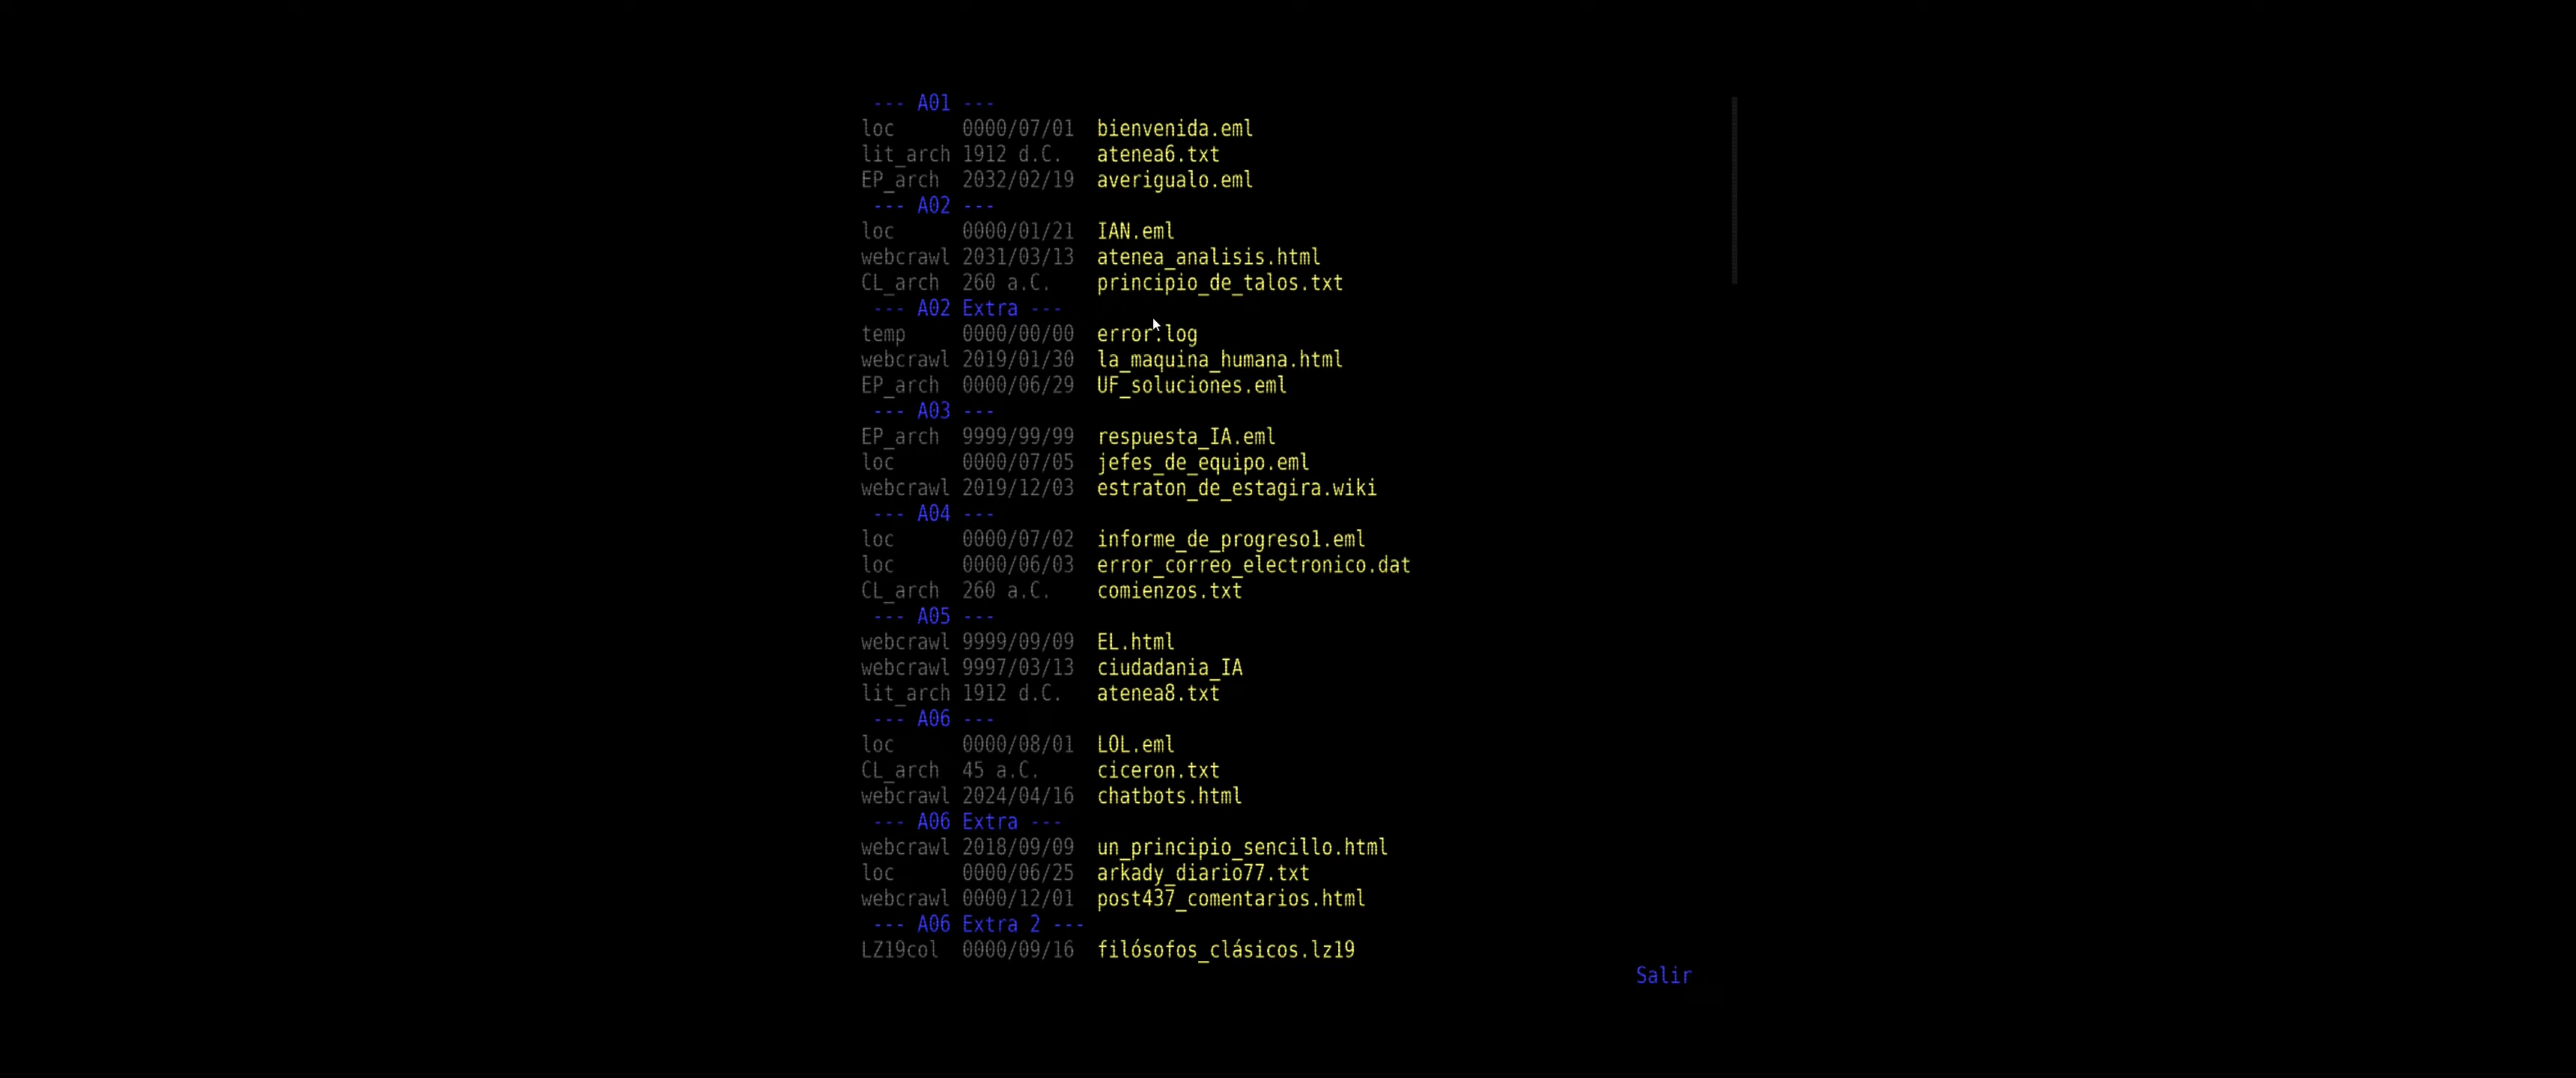 --- A01 ---
loc 0000/07/01 bienvenida.eml
lit_arch 1912 d.C. atenea6.txt
EP_arch 2032/02/19 averigualo.eml
--- A02 ---
loc 0000/01/21 IAN.eml
webcrawl 2031/03/13 atenea_analisis.html
CL_arch 260 a.C. principio_de_talos.txt
--- A02 Extra ---
temp 0000/00/00 error.log
webcrawl 2019/01/30 la_maquina_humana.html
EP_arch 0000/06/29 UF_soluciones.eml
--- A03 ---
EP_arch 9999/99/99 respuesta_IA.eml
loc 0000/07/05 jefes_de_equipo.eml
webcrawl 2019/12/03 estraton_de_estagira.wiki
--- A04 ---
loc 0000/07/02 informe_de_progreso1.eml
loc 0000/06/03 error_correo_electronico.dat
CL_arch 260 a.C. comienzos.txt
--- A05 ---
webcrawl 9999/09/09 EL.html
webcrawl 9997/03/13 ciudadania_IA
lit_arch 1912 d.C. atenea8.txt
--- A06 ---
loc 0000/08/01 LOL.eml
CL_arch 45 a.C. ciceron.txt
webcrawl 2024/04/16 chatbots.html
--- A06 Extra ---
webcrawl 2018/09/09 un_principio_sencillo.html
loc 0000/06/25 arkady_diario77.txt
webcrawl 0000/12/01 post437_comentarios.html
--- A06 Extra 2 ---
LZ19col 0000/09/16 filósofos_clásicos.lz19
Salir